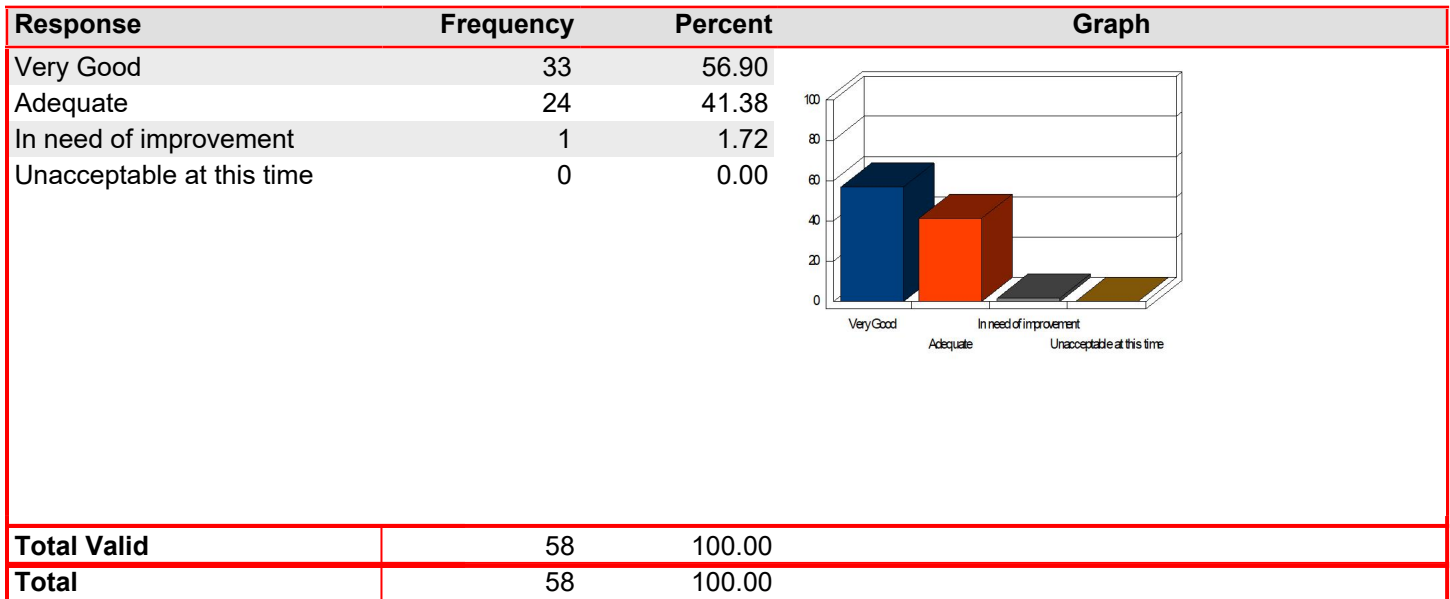 Response Frequency Percent Graph
Very Good 33 56.90
Adequate 24 41.38
In need of improvement 1 1.72
Unacceptable at this time 0 0.00
100
80
60
40
20
0
Very Good In need of improvement
Adequate Unacceptable at this time
Total Valid 58 100.00
Total 58 100.00